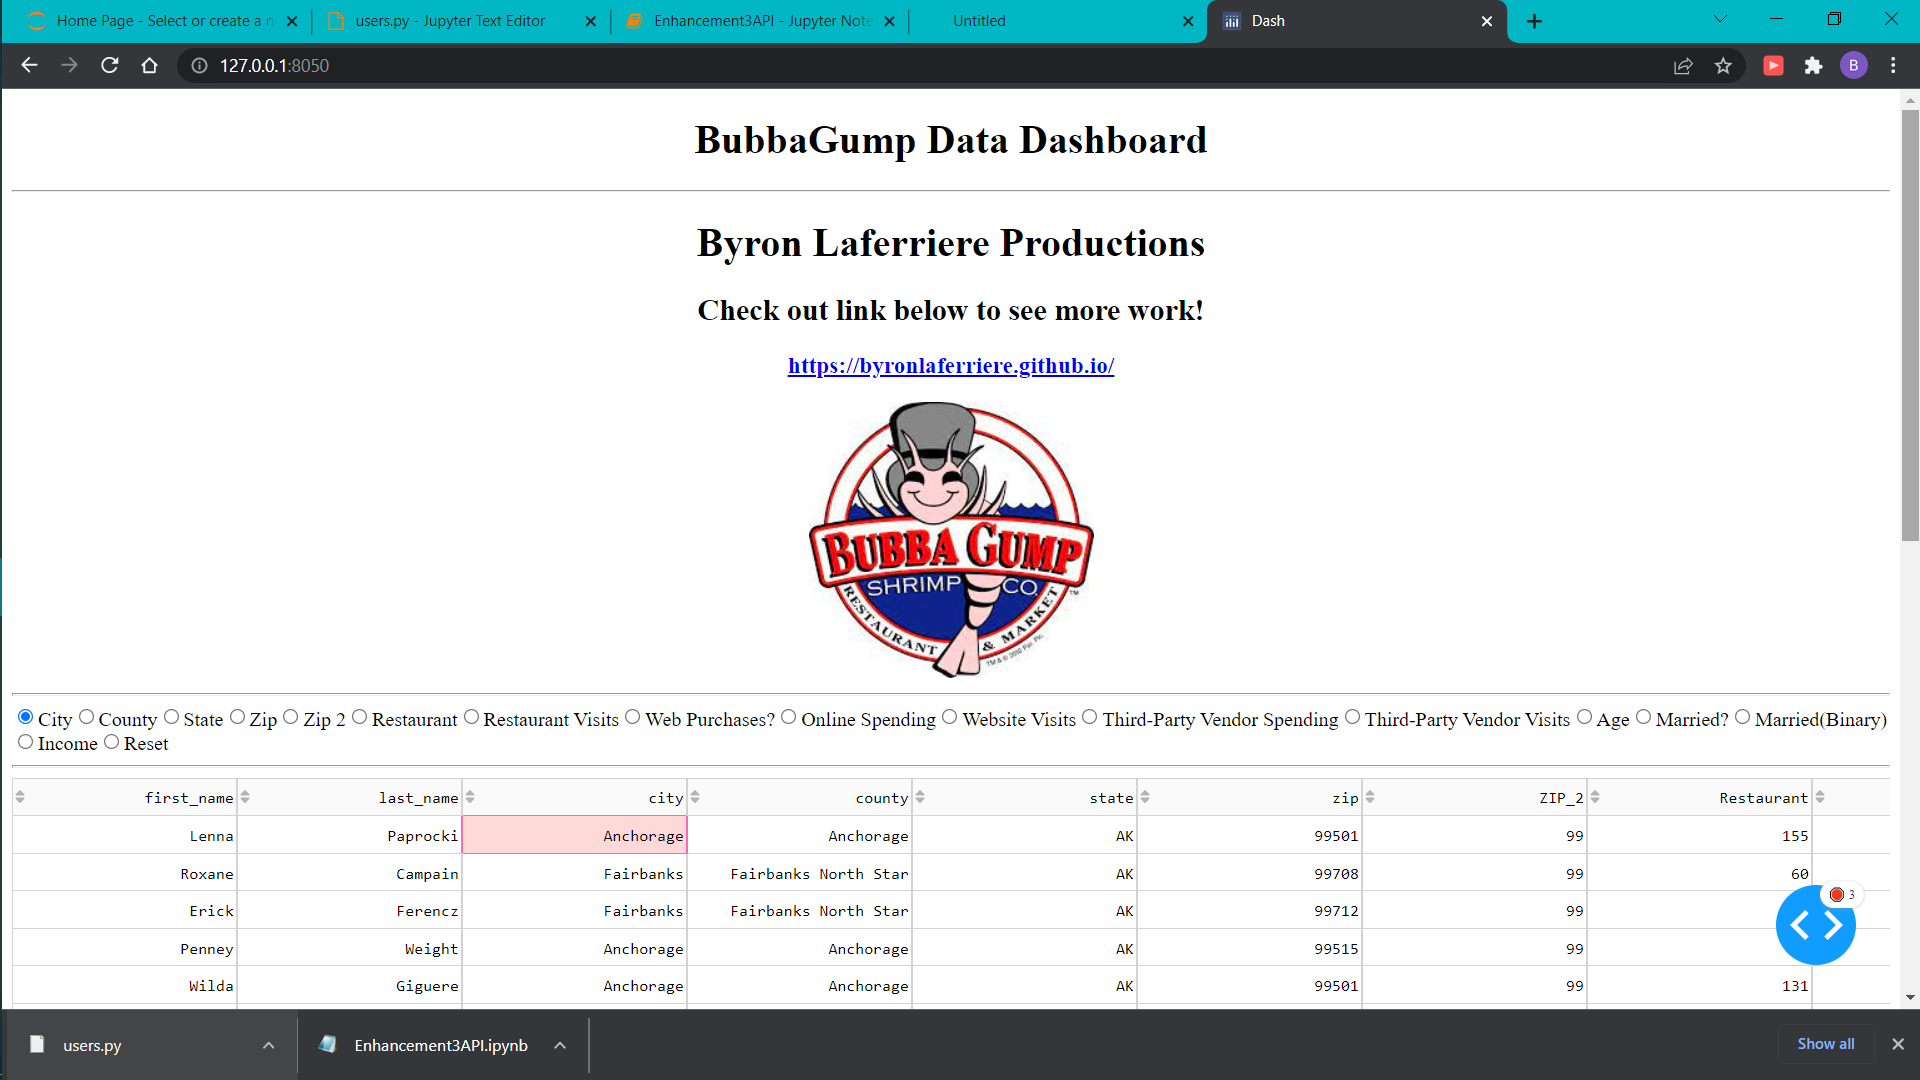 Home Page - Select or create a n
users.py - Jupyter Text Editor
Enhancement3API - Jupyter Note
Untitled
Dash
127.0.0.1:8050
B
BubbaGump Data Dashboard
Byron Laferriere Productions
Check out link below to see more work!
https://byronlaferriere.github.io/
BUBBA GUMP
SHRIMP CO.
RESTAURANT & MARKET
TM
City County State Zip Zip 2 Restaurant Restaurant Visits Web Purchases? Online Spending Website Visits Third-Party Vendor Spending Third-Party Vendor Visits Age Married? Married(Binary)
Income Reset
first_name last_name city county state zip ZIP_2 Restaurant
Lenna Paprocki Anchorage Anchorage AK 99501 99 155
Roxane Campain Fairbanks Fairbanks North Star AK 99708 99 60
3
Erick Ferencz Fairbanks Fairbanks North Star AK 99712 99
Penney Weight Anchorage Anchorage AK 99515 99
Wilda Giguere Anchorage Anchorage AK 99501 99 131
users.py
Enhancement3API.ipynb
Show all